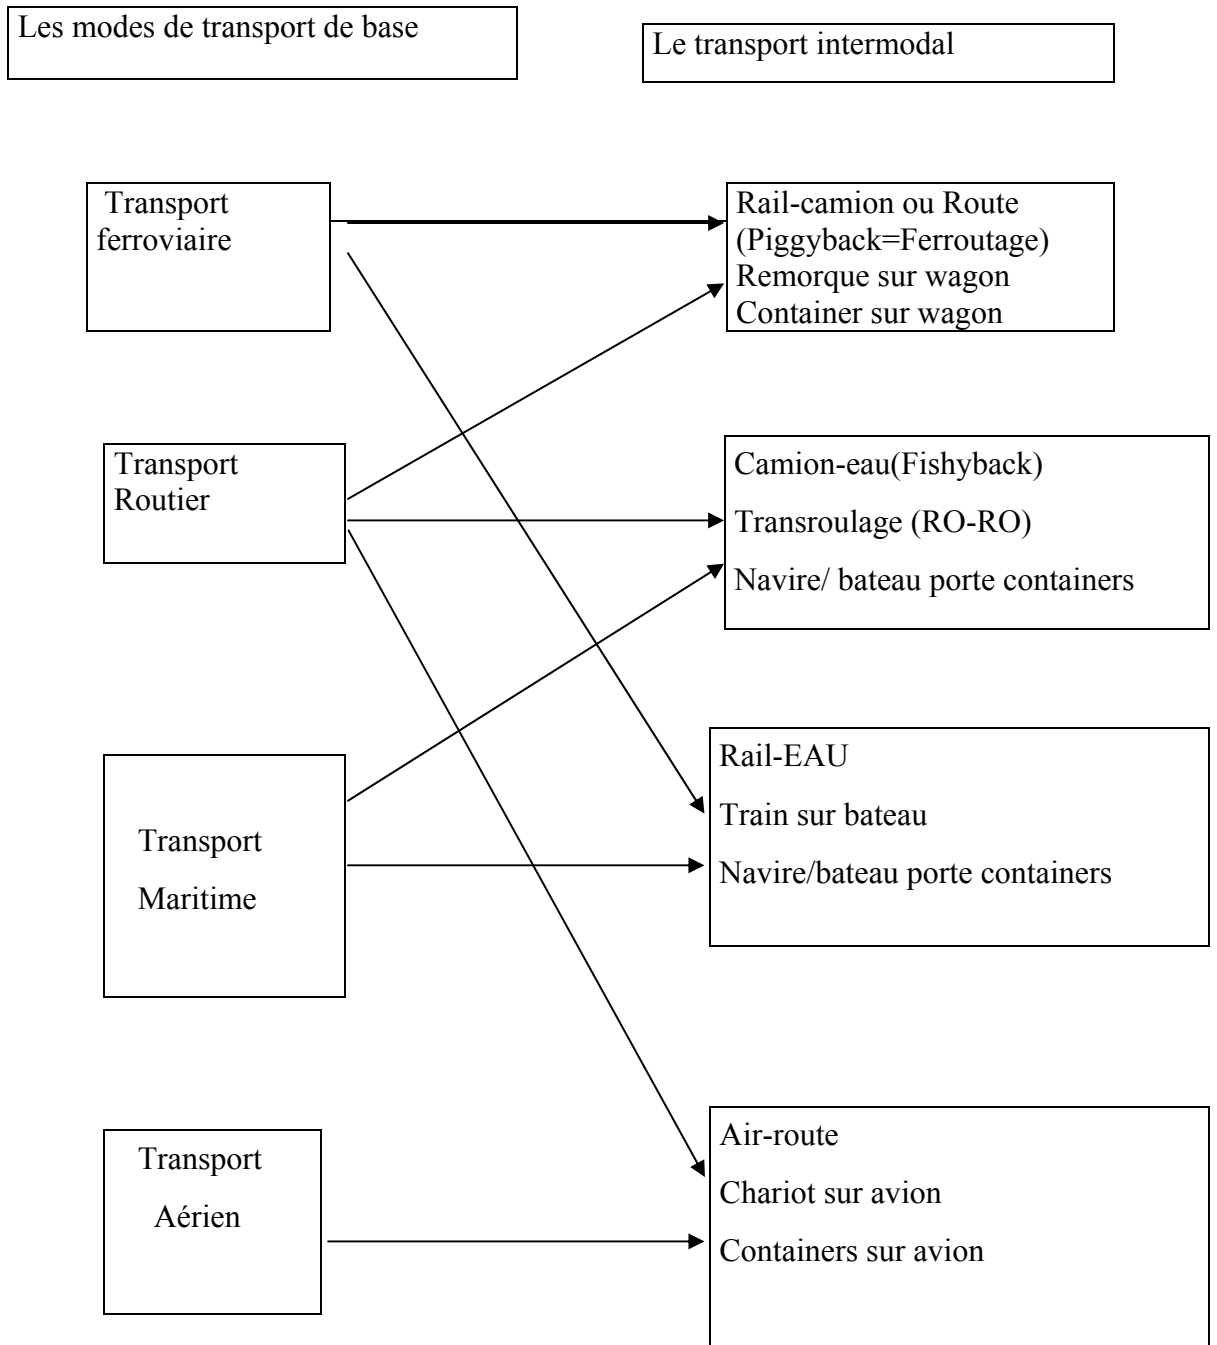 Les modes de transport de base
Le transport intermodal
Transport
ferroviaire
Rail-camion ou Route
(Piggyback=Ferroutage)
Remorque sur wagon
Container sur wagon
Transport
Routier
Camion-eau(Fishyback)
Transroulage (RO-RO)
Navire/ bateau porte containers
Transport
Maritime
Rail-EAU
Train sur bateau
Navire/bateau porte containers
Transport
Aérien
Air-route
Chariot sur avion
Containers sur avion